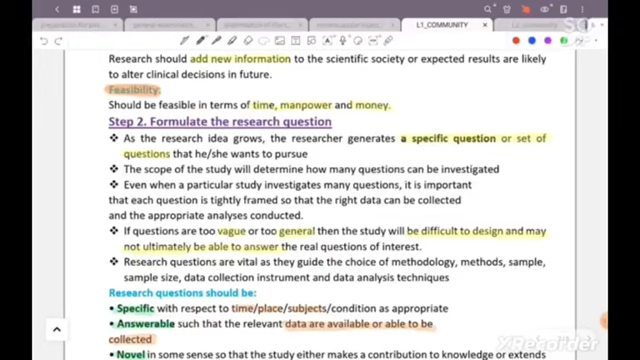 L1_COMMUNITY
Research should add new information to the scientific society or expected results are likely
to alter clinical decisions in future.
Feasibility.
Should be feasible in terms of time, manpower and money.
Step 2. Formulate the research question
❖ As the research idea grows, the researcher generates a specific question or set of
questions that he/she wants to pursue
❖ The scope of the study will determine how many questions can be investigated
❖ Even when a particular study investigates many questions, it is important
that each question is tightly framed so that the right data can be collected
and the appropriate analyses conducted.
❖ If questions are too vague or too general then the study will be difficult to design and may
not ultimately be able to answer the real questions of interest.
❖ Research questions are vital as they guide the choice of methodology, methods, sample,
sample size, data collection instrument and data analysis techniques
Research questions should be:
• Specific with respect to time/place/subjects/condition as appropriate
• Answerable such that the relevant data are available or able to be
collected
• Novel in some sense so that the study either makes a contribution to knowledge or extends
XRecorder